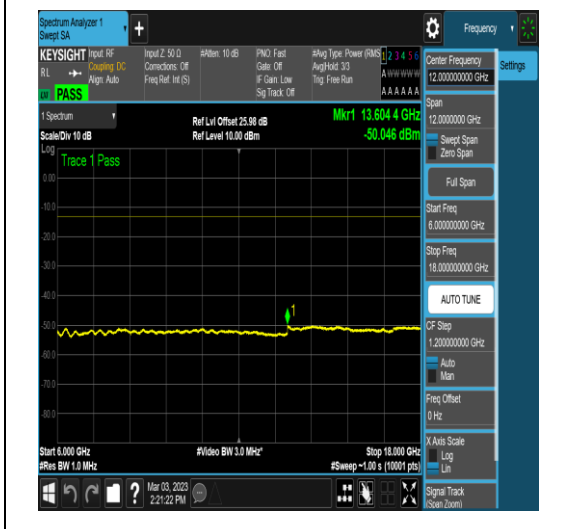 Spectrum Analyzer 1
Swept SA
+
Frequency
KEYSIGHT
RL
PASS
Input: RF
Coupling: DC
Align: Auto
Input Z: 50 Ω
Corrections: Off
Freq Ref: Int (S)
#Atten: 10 dB
PNO: Fast
Gate: Off
IF Gain: Low
Sig Track: Off
#Avg Type: Power (RMS)
Avg|Hold: 3/3
Trig: Free Run
1 2 3 4 5 6
A W W W W W
A A A A A A
1 Spectrum
Scale/Div 10 dB
Ref Lvl Offset 25.98 dB
Ref Level 10.00 dBm
Mkr1 13.604 4 GHz
-50.046 dBm
Log
Trace 1 Pass
0.00
-10.0
-20.0
-30.0
-40.0
-50.0
-60.0
-70.0
-80.0
1
Start 6.000 GHz
#Res BW 1.0 MHz
#Video BW 3.0 MHz*
Stop 18.000 GHz
#Sweep ~1.00 s (10001 pts)
?
Mar 03, 2023
2:21:22 PM
Settings
Center Frequency
12.000000000 GHz
Span
12.0000000 GHz
Swept Span
Zero Span
Full Span
Start Freq
6.000000000 GHz
Stop Freq
18.000000000 GHz
AUTO TUNE
CF Step
1.200000000 GHz
Auto
Man
Freq Offset
0 Hz
X Axis Scale
Log
Lin
Signal Track
(Span Zoom)